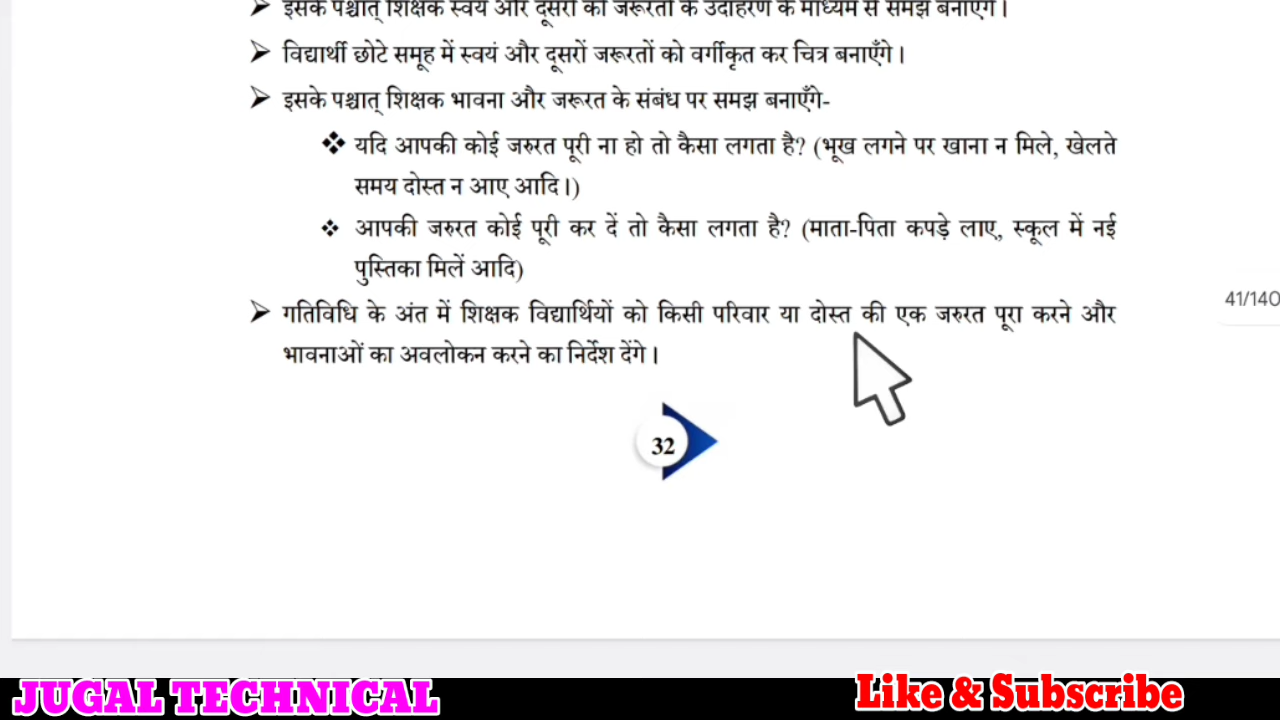 इसके पश्चात् शिक्षक स्वयं और दूसरों की जरूरतों के उदाहरण के माध्यम से समझ बनाएँगे।
➢ विद्यार्थी छोटे समूह में स्वयं और दूसरों जरूरतों को वर्गीकृत कर चित्र बनाएँगे।
➢ इसके पश्चात् शिक्षक भावना और जरूरत के संबंध पर समझ बनाएँगे-
❖ यदि आपकी कोई जरुरत पूरी ना हो तो कैसा लगता है? (भूख लगने पर खाना न मिले, खेलते
समय दोस्त न आए आदि।)
❖ आपकी जरुरत कोई पूरी कर दें तो कैसा लगता है? (माता-पिता कपड़े लाए, स्कूल में नई
पुस्तिका मिलें आदि)
41/140
➢ गतिविधि के अंत में शिक्षक विद्यार्थियों को किसी परिवार या दोस्त की एक जरुरत पूरा करने और
भावनाओं का अवलोकन करने का निर्देश देंगे।
32
JUGAL TECHNICAL
Like & Subscribe